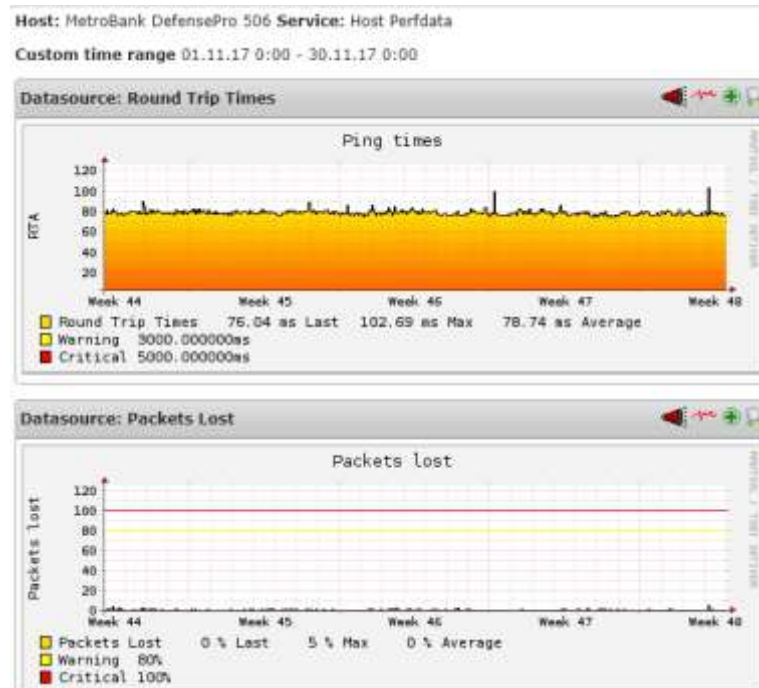 Host: MetroBank DefensePro 506 Service: Host Perfdata
Custom time range 01.11.17 0:00 - 30.11.17 0:00
Datasource: Round Trip Times
Ping times
RTA
120
100
80
60
40
20
Week 44 Week 45 Week 46 Week 47 Week 48
Round Trip Times 76.04 ms Last 102.69 ms Max 78.74 ms Average
Warning 3000.000000ms
Critical 5000.000000ms
Datasource: Packets Lost
Packets lost
Packets lost
120
100
80
60
40
20
0
Week 44 Week 45 Week 46 Week 47 Week 48
Packets Lost 0 % Last 5 % Max 0 % Average
Warning 80%
Critical 100%